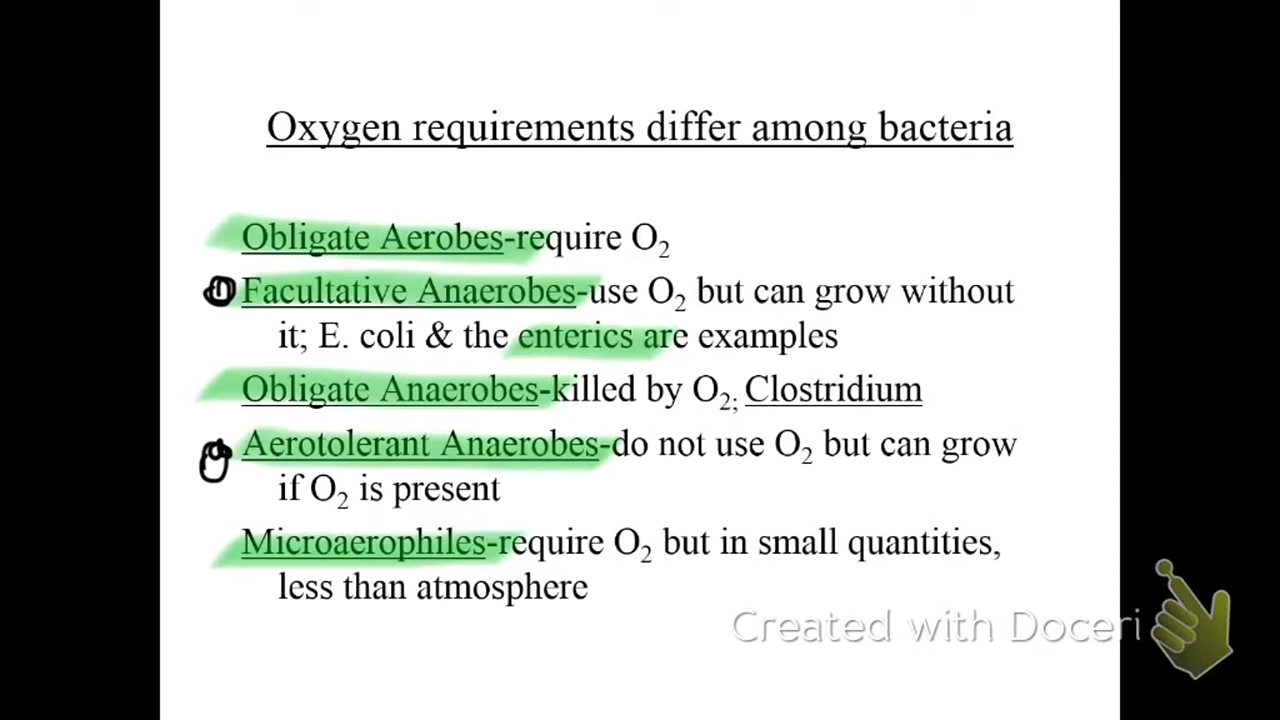 Oxygen requirements differ among bacteria
Obligate Aerobes-require O₂
Facultative Anaerobes-use O₂ but can grow without
it; E. coli & the enterics are examples
Obligate Anaerobes-killed by O₂; Clostridium
Aerotolerant Anaerobes-do not use O₂ but can grow
if O₂ is present
Microaerophiles-require O₂ but in small quantities,
less than atmosphere
Created with Doceri